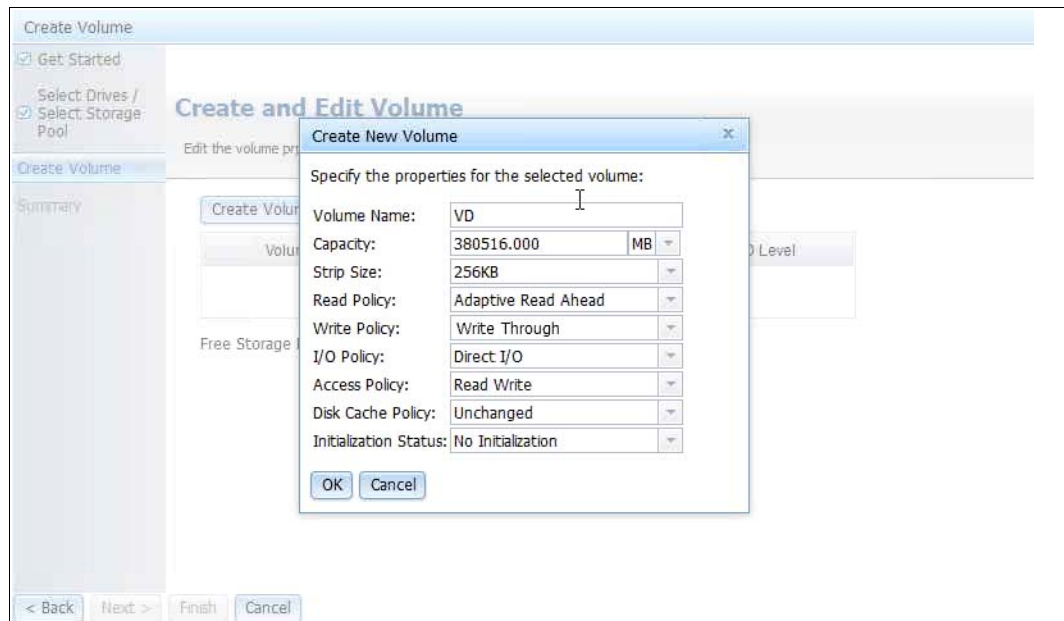 Create Volume
Get Started
Select Drives /
Select Storage
Pool
Create Volume
Summary
Create and Edit Volume
Edit the volume
Create
Free Storage
Level
Create New Volume
x
Specify the properties for the selected volume:
Volume Name: VD
Capacity: 380516.000 MB
Strip Size: 256KB
Read Policy: Adaptive Read Ahead
Write Policy: Write Through
I/O Policy: Direct I/O
Access Policy: Read Write
Disk Cache Policy: Unchanged
Initialization Status: No Initialization
OK Cancel
< Back Next > Finish Cancel